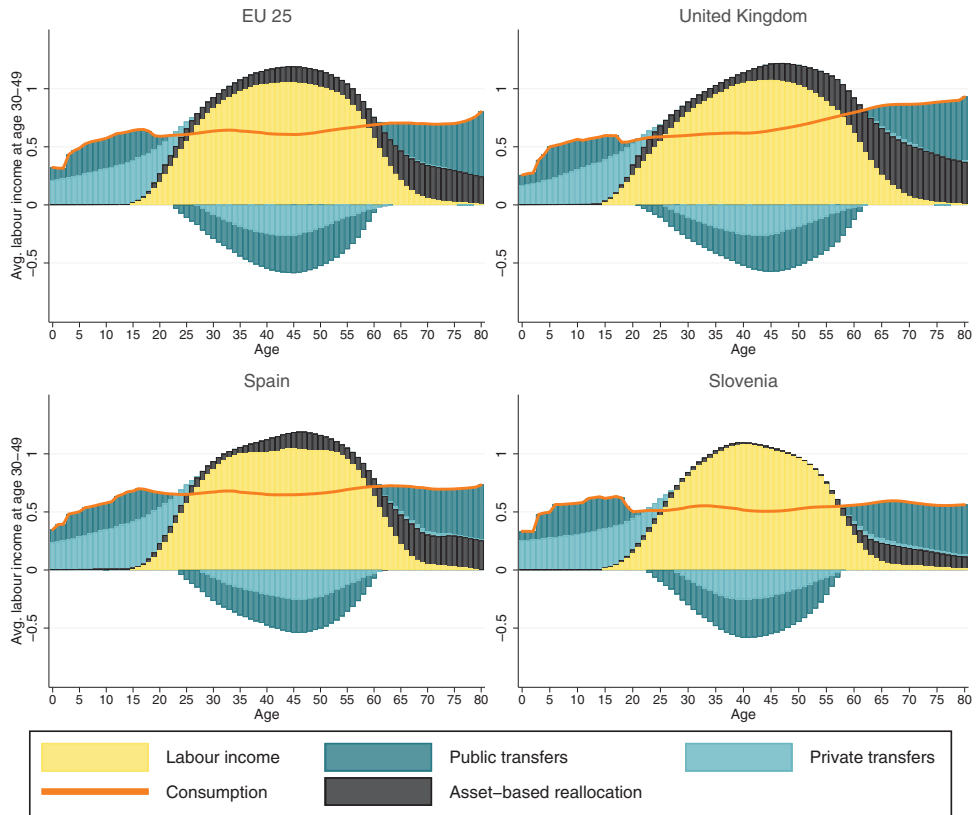 EU 25
United Kingdom
Avg. labour income at age 30–49
1
0.5
0
−0.5
0 5 10 15 20 25 30 35 40 45 50 55 60 65 70 75 80
Age
1
0.5
0
−0.5
0 5 10 15 20 25 30 35 40 45 50 55 60 65 70 75 80
Age
Spain
Slovenia
Avg. labour income at age 30–49
1
0.5
0
−0.5
0 5 10 15 20 25 30 35 40 45 50 55 60 65 70 75 80
Age
1
0.5
0
−0.5
0 5 10 15 20 25 30 35 40 45 50 55 60 65 70 75 80
Age
Labour income
Public transfers
Private transfers
Consumption
Asset−based reallocation